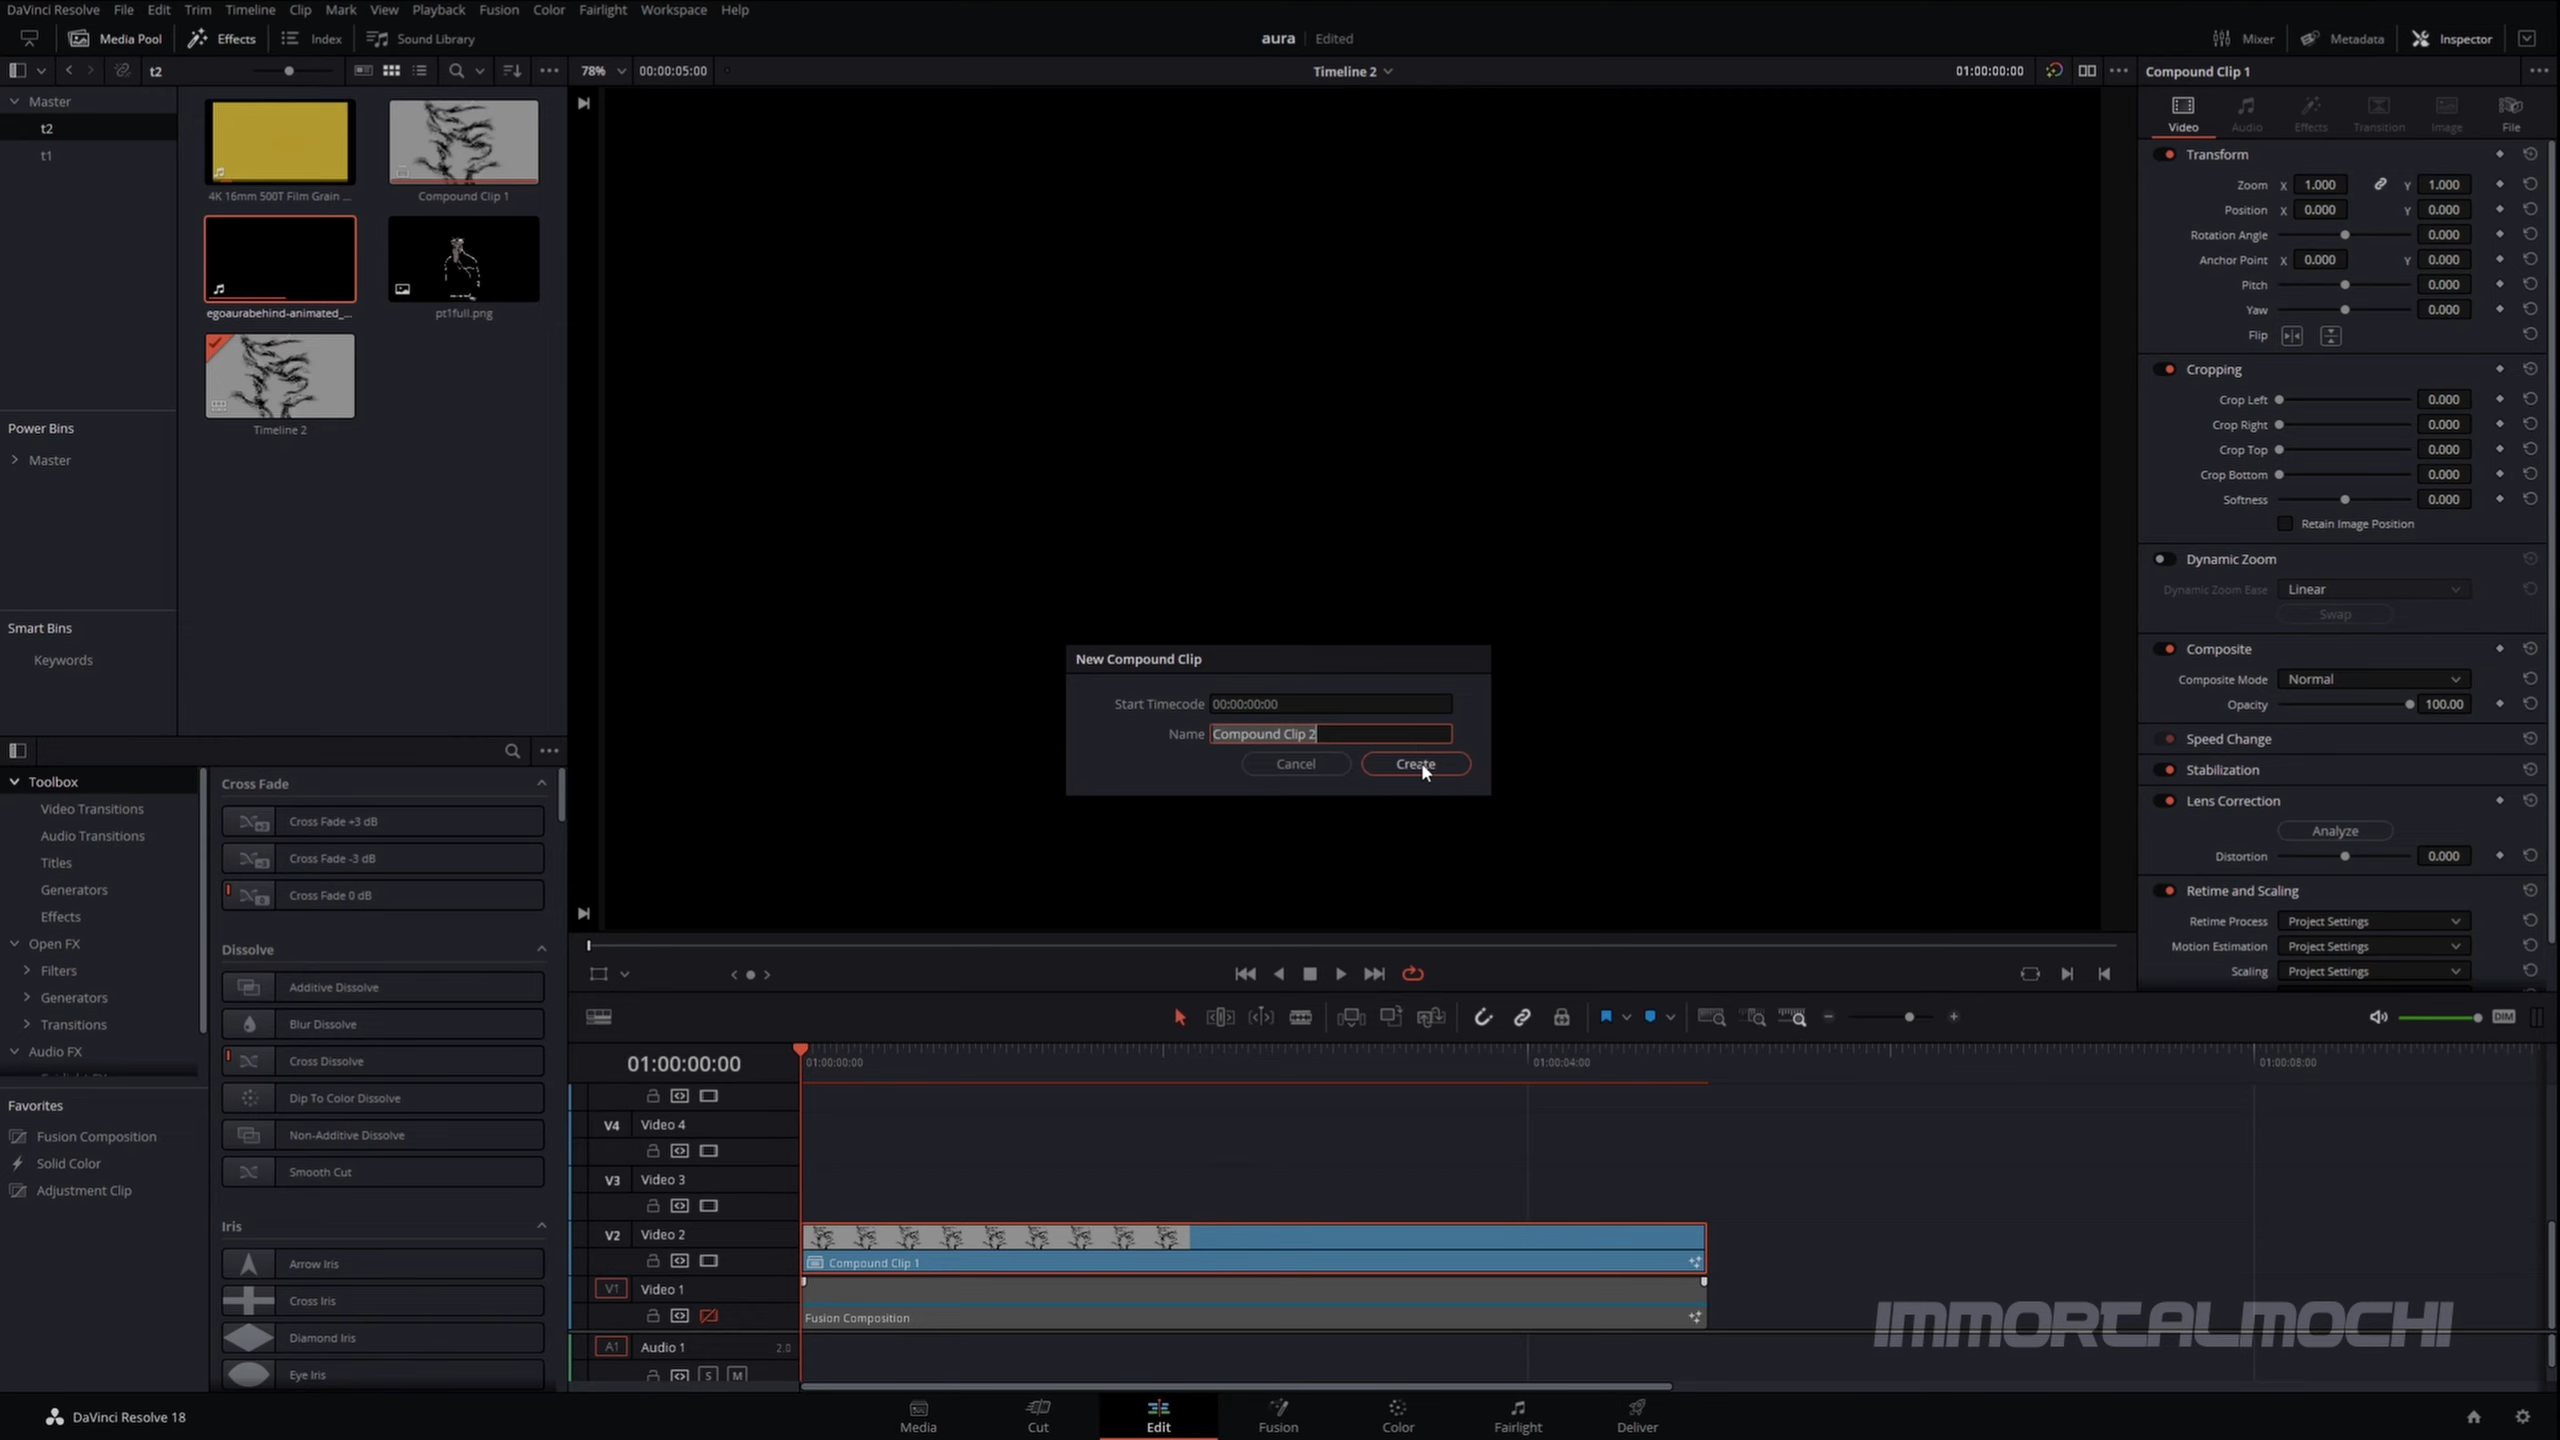 DaVinci Resolve File Edit Trim Timeline Clip Mark View Playback Fusion Color Fairlight Workspace Help
Media Pool Effects Index Sound Library aura Edited Mixer Metadata Inspector
t2 78% 00:00:05:00 Timeline 2 01:00:00:00 Compound Clip 1
Master
t2
t1
Power Bins
Master
Smart Bins
Keywords
4K 16mm 500T Film Grain ...
Compound Clip 1
egoaurabehind-animated_...
pt1full.png
Timeline 2
Video Audio Effects Transition Image File
Transform
Zoom X 1.000 Y 1.000
Position X 0.000 Y 0.000
Rotation Angle 0.000
Anchor Point X 0.000 Y 0.000
Pitch 0.000
Yaw 0.000
Flip
Cropping
Crop Left 0.000
Crop Right 0.000
Crop Top 0.000
Crop Bottom 0.000
Softness 0.000
Retain Image Position
Dynamic Zoom
Dynamic Zoom Ease Linear
Swap
Composite
Composite Mode Normal
Opacity 100.00
Speed Change
Stabilization
Lens Correction
Analyze
Distortion 0.000
Retime and Scaling
Retime Process Project Settings
Motion Estimation Project Settings
Scaling Project Settings
New Compound Clip
Start Timecode 00:00:00:00
Name Compound Clip 2
Cancel Create
Toolbox
Video Transitions
Audio Transitions
Titles
Generators
Effects
Open FX
Filters
Generators
Transitions
Audio FX
Favorites
Fusion Composition
Solid Color
Adjustment Clip
Cross Fade
Cross Fade +3 dB
Cross Fade -3 dB
Cross Fade 0 dB
Dissolve
Additive Dissolve
Blur Dissolve
Cross Dissolve
Dip To Color Dissolve
Non-Additive Dissolve
Smooth Cut
Iris
Arrow Iris
Cross Iris
Diamond Iris
Eye Iris
DIM
01:00:00:00 01:00:00:00 01:00:04:00 01:00:08:00
V4 Video 4
V3 Video 3
V2 Video 2
Compound Clip 1
V1 Video 1
Fusion Composition
A1 Audio 1 2.0
S M
IMMORTALMOCHI
DaVinci Resolve 18
Media Cut Edit Fusion Color Fairlight Deliver